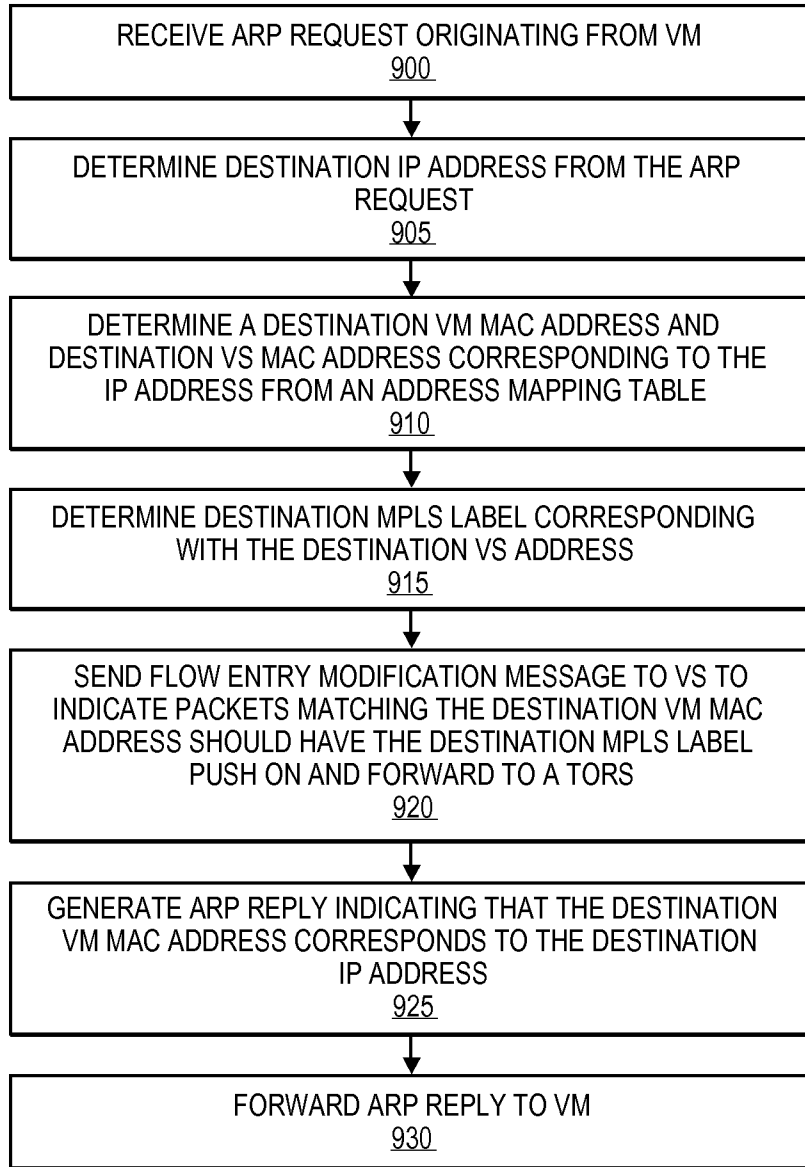 RECEIVE ARP REQUEST ORIGINATING FROM VM
900
DETERMINE DESTINATION IP ADDRESS FROM THE ARP
REQUEST
905
DETERMINE A DESTINATION VM MAC ADDRESS AND
DESTINATION VS MAC ADDRESS CORRESPONDING TO THE
IP ADDRESS FROM AN ADDRESS MAPPING TABLE
910
DETERMINE DESTINATION MPLS LABEL CORRESPONDING
WITH THE DESTINATION VS ADDRESS
915
SEND FLOW ENTRY MODIFICATION MESSAGE TO VS TO
INDICATE PACKETS MATCHING THE DESTINATION VM MAC
ADDRESS SHOULD HAVE THE DESTINATION MPLS LABEL
PUSH ON AND FORWARD TO A TORS
920
GENERATE ARP REPLY INDICATING THAT THE DESTINATION
VM MAC ADDRESS CORRESPONDS TO THE DESTINATION
IP ADDRESS
925
FORWARD ARP REPLY TO VM
930